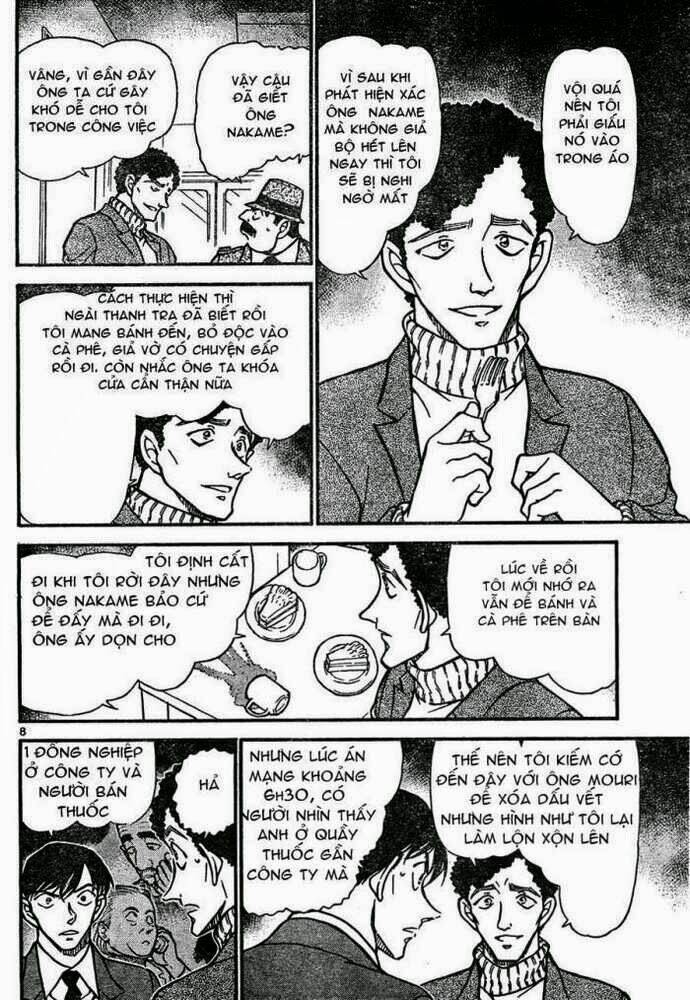 VỘI QUÁ
NÊN TÔI
PHẢI GIẤU
NÓ VÀO
TRONG ÁO
VÌ SAU KHI
PHÁT HIỆN XÁC
ÔNG NAKAME
MÀ KHÔNG GIẢ
BỘ HÉT LÊN
NGAY THÌ TÔI
SẼ BỊ NGHI
NGỜ MẤT
VẬY CẬU
ĐÃ GIẾT
ÔNG
NAKAME?
VÂNG, VÌ GẦN ĐÂY
ÔNG TA CỨ GÂY
KHÓ DỄ CHO TÔI
TRONG CÔNG VIỆC
CÁCH THỰC HIỆN THÌ
NGÀI THANH TRA ĐÃ BIẾT RỒI
TÔI MANG BÁNH ĐẾN, BỎ ĐỘC VÀO
CÀ PHÊ, GIẢ VỜ CÓ CHUYỆN GẤP
RỒI ĐI. CÒN NHẮC ÔNG TA KHÓA
CỬA CẨN THẬN NỮA
LÚC VỀ RỒI
TÔI MỚI NHỚ RA
VẪN ĐỂ BÁNH VÀ
CÀ PHÊ TRÊN BÀN
TÔI ĐỊNH CẤT
ĐI KHI TÔI RỜI ĐÂY NHƯNG
ÔNG NAKAME BẢO CỨ
ĐỂ ĐẤY MÀ ĐI ĐI,
ÔNG ẤY DỌN CHO
8
THẾ NÊN TÔI KIẾM CỚ
ĐẾN ĐÂY VỚI ÔNG MOURI
ĐỂ XÓA DẤU VẾT
NHƯNG HÌNH NHƯ TÔI LẠI
LÀM LỘN XỘN LÊN
NHƯNG LÚC ÁN
MẠNG KHOẢNG
6H30, CÓ
NGƯỜI NHÌN THẤY
ANH Ở QUẦY
THUỐC GẦN
CÔNG TY MÀ
HẢ
1 ĐỒNG NGHIỆP
Ở CÔNG TY VÀ
NGƯỜI BÁN
THUỐC